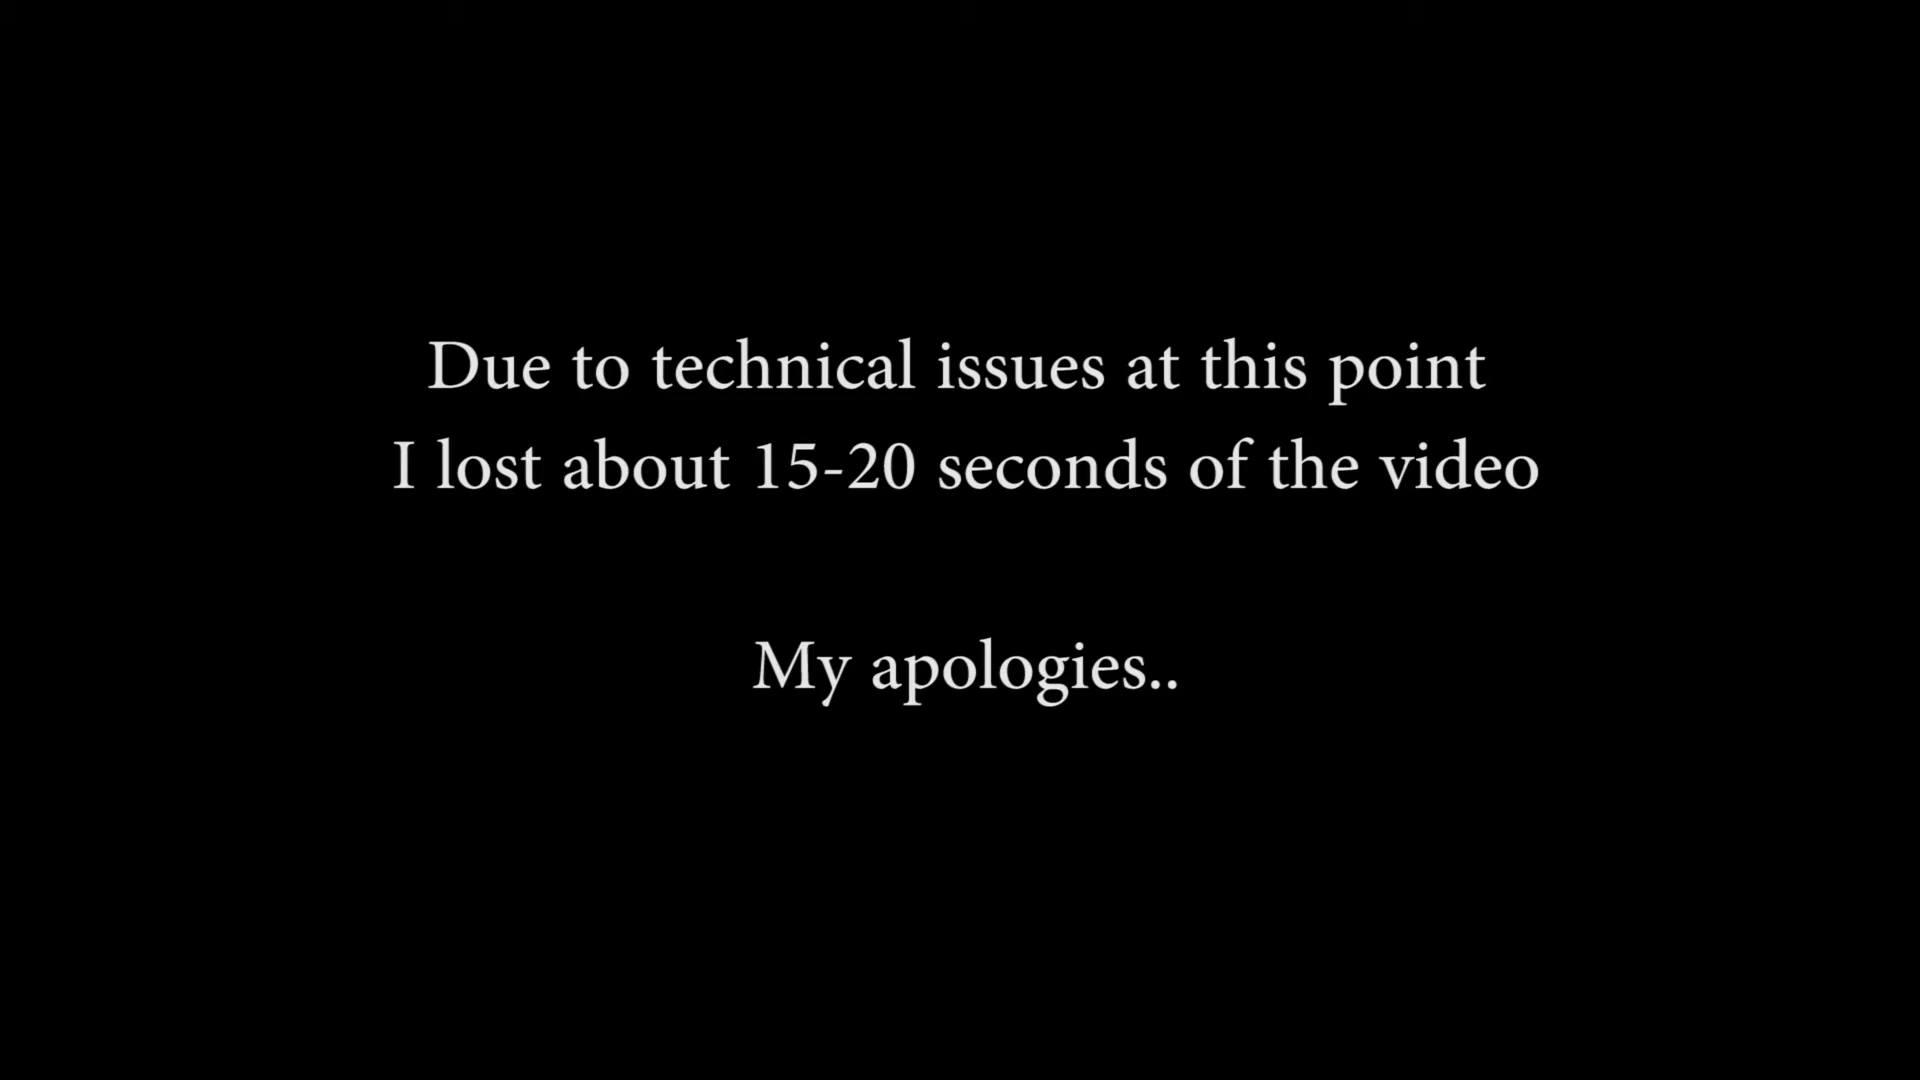 Due to technical issues at this point
I lost about 15-20 seconds of the video
My apologies..